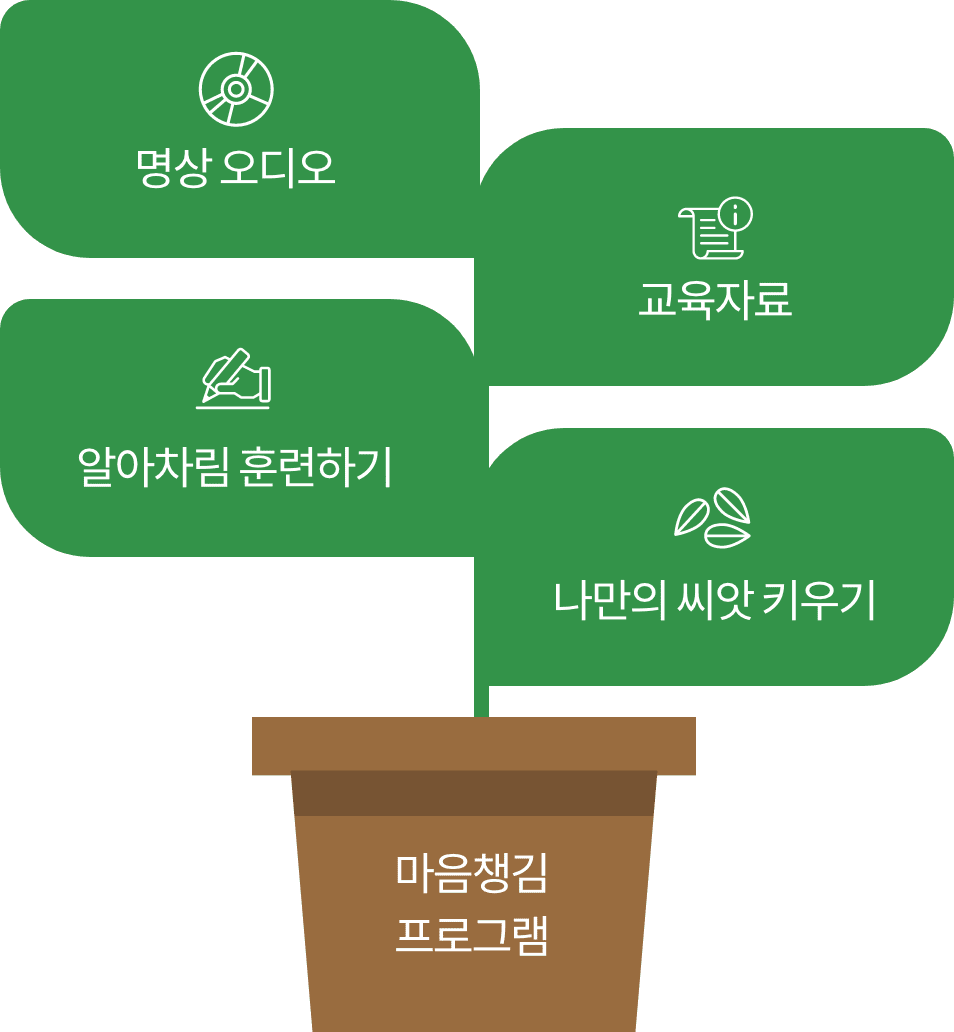 명상 오디오
교육자료
알아차림 훈련하기
나만의 씨앗 키우기
마음챙김
프로그램